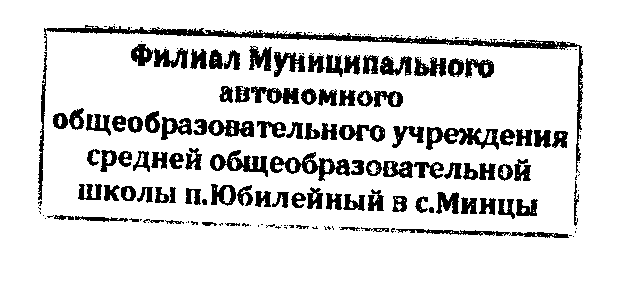 Филиал Муниципального
автономного
общеобразовательного учреждения
средней общеобразовательной
школы п.Юбилейный в с.Минцы